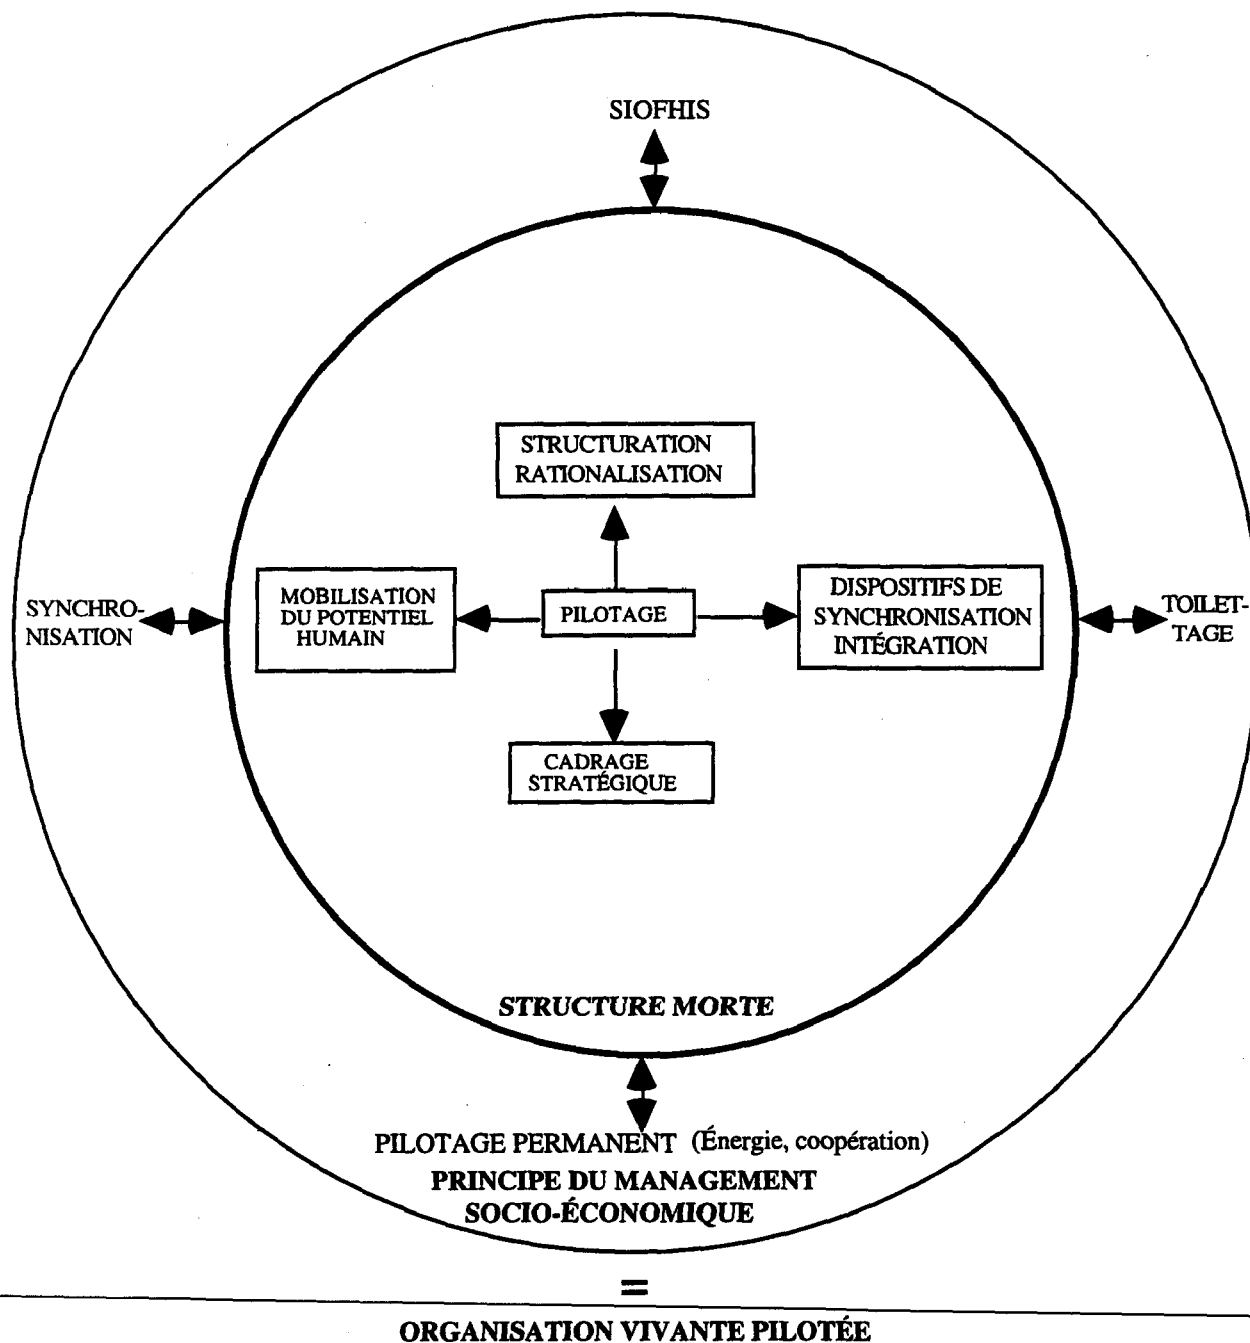 SIOFHIS
STRUCTURATION
RATIONALISATION
SYNCHRO-
NISATION
MOBILISATION
DU POTENTIEL
HUMAIN
PILOTAGE
DISPOSITIFS DE
SYNCHRONISATION
INTÉGRATION
TOILET-
TAGE
CADRAGE
STRATÉGIQUE
STRUCTURE MORTE
PILOTAGE PERMANENT (Énergie, coopération)
PRINCIPE DU MANAGEMENT
SOCIO-ÉCONOMIQUE
=
ORGANISATION VIVANTE PILOTÉE